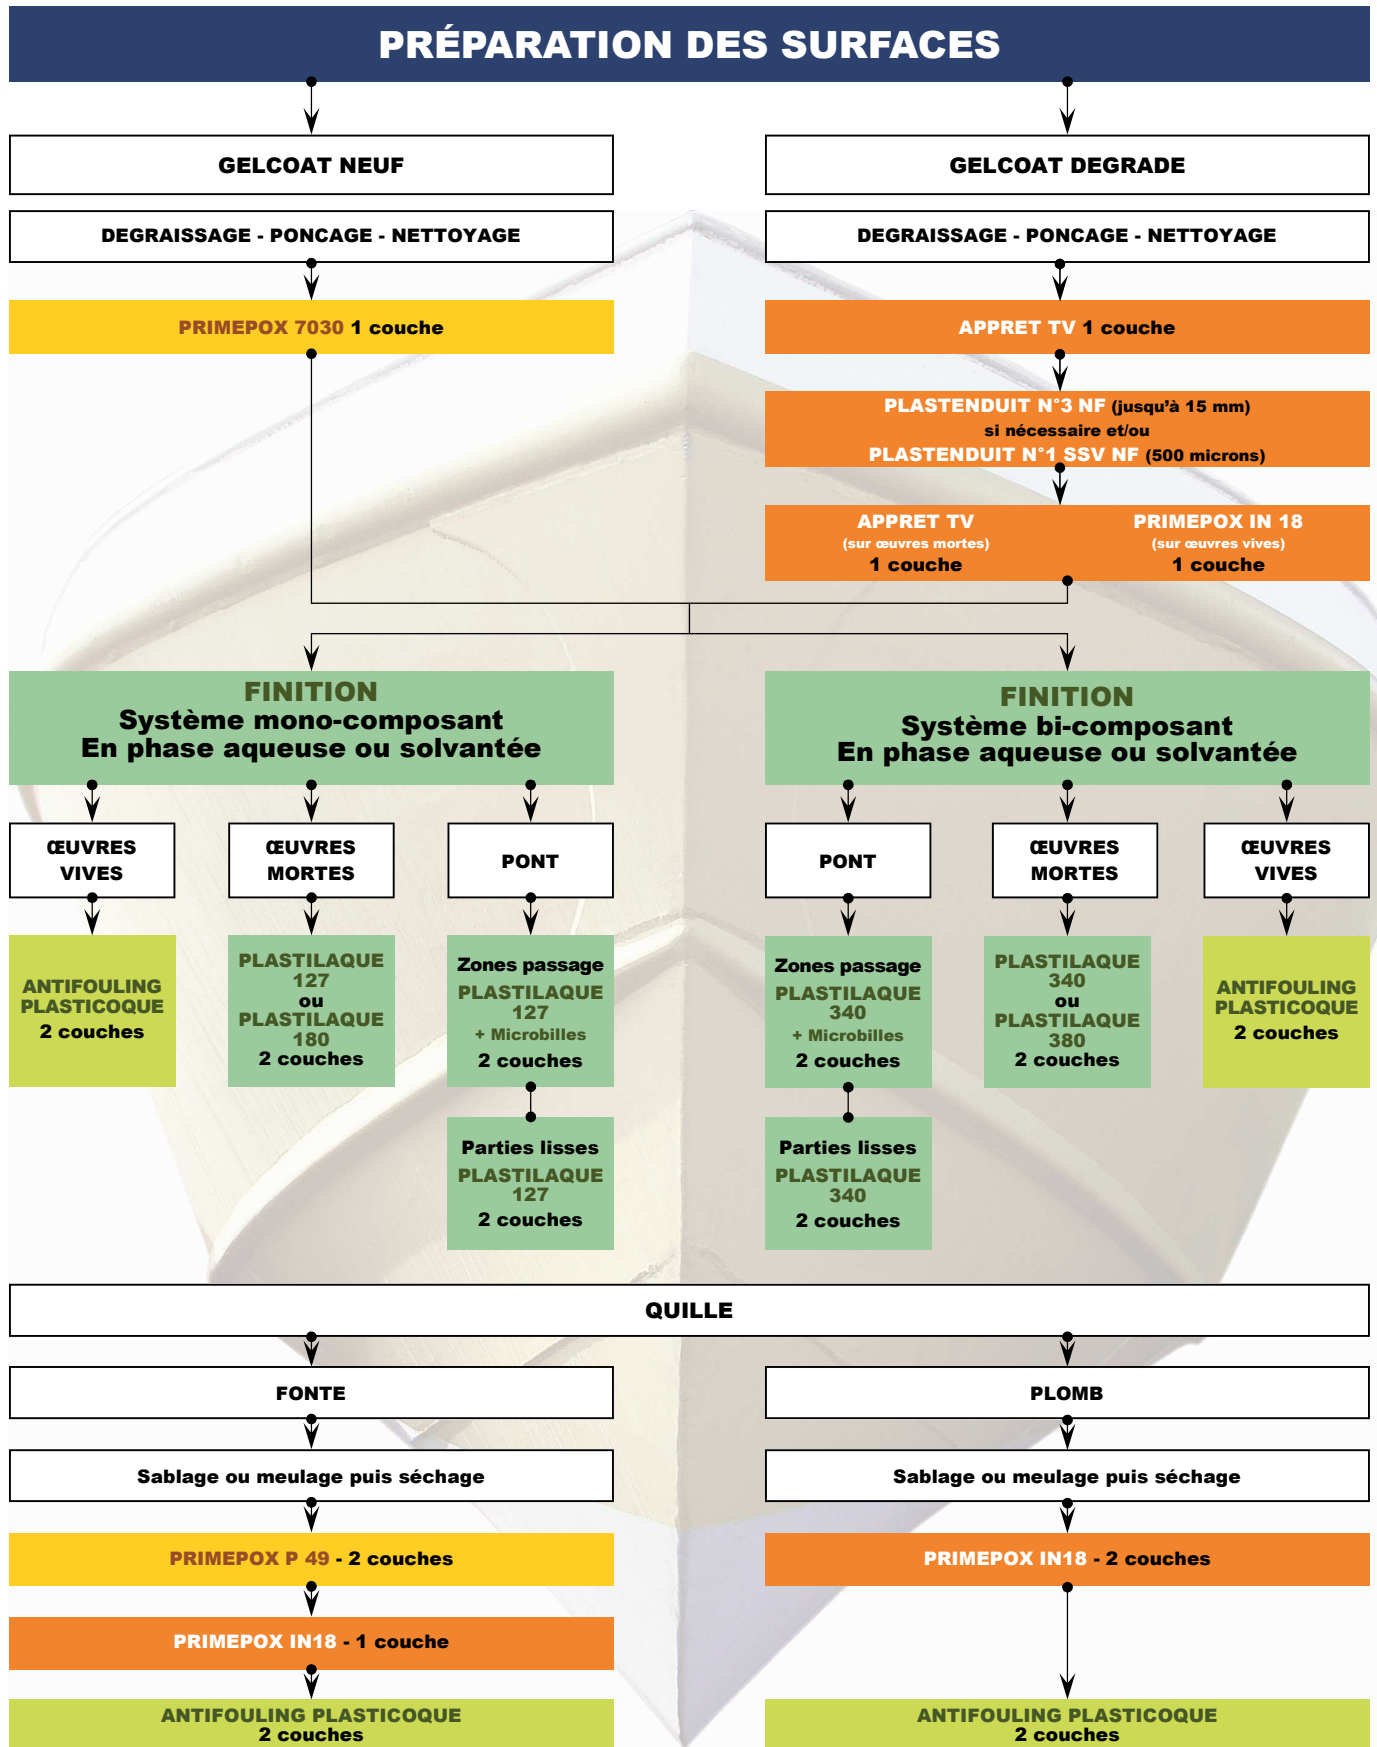 PRÉPARATION DES SURFACES
GELCOAT NEUF
DEGRAISSAGE - PONCAGE - NETTOYAGE
PRIMEPOX 7030 1 couche
GELCOAT DEGRADE
DEGRAISSAGE - PONCAGE - NETTOYAGE
APPRET TV 1 couche
PLASTENDUIT N°3 NF (jusqu'à 15 mm)
si nécessaire et/ou
PLASTENDUIT N°1 SSV NF (500 microns)
APPRET TV
(sur œuvres mortes)
1 couche
PRIMEPOX IN 18
(sur œuvres vives)
1 couche
FINITION
Système mono-composant
En phase aqueuse ou solvantée
ŒUVRES
VIVES
ANTIFOULING
PLASTICOQUE
2 couches
ŒUVRES
MORTES
PLASTILAQUE
127
ou
PLASTILAQUE
180
2 couches
PONT
Zones passage
PLASTILAQUE
127
+ Microbilles
2 couches
Parties lisses
PLASTILAQUE
127
2 couches
FINITION
Système bi-composant
En phase aqueuse ou solvantée
PONT
Zones passage
PLASTILAQUE
340
+ Microbilles
2 couches
Parties lisses
PLASTILAQUE
340
2 couches
ŒUVRES
MORTES
PLASTILAQUE
340
ou
PLASTILAQUE
380
2 couches
ŒUVRES
VIVES
ANTIFOULING
PLASTICOQUE
2 couches
QUILLE
FONTE
Sablage ou meulage puis séchage
PRIMEPOX P 49 - 2 couches
PRIMEPOX IN18 - 1 couche
ANTIFOULING PLASTICOQUE
2 couches
PLOMB
Sablage ou meulage puis séchage
PRIMEPOX IN18 - 2 couches
ANTIFOULING PLASTICOQUE
2 couches